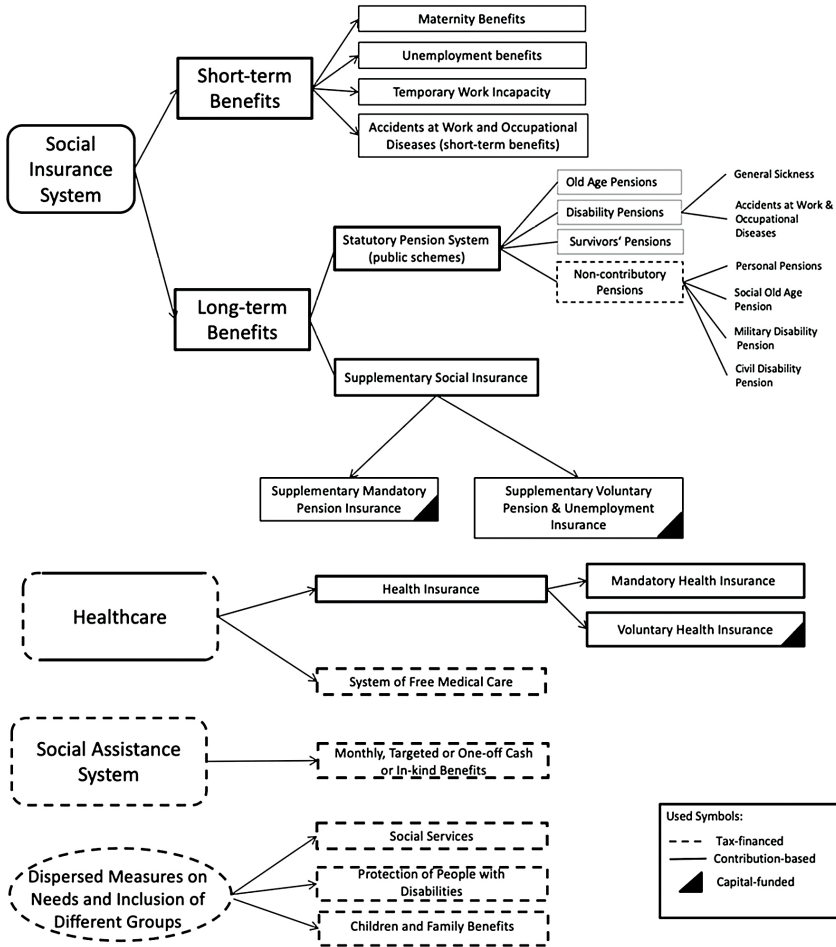 Maternity Benefits
Unemployment benefits
Short-term
Benefits
Temporary Work Incapacity
Accidents at Work and Occupational
Diseases (short-term benefits)
Social
Insurance
System
Old Age Pensions
General Sickness
Disability Pensions
Accidents at Work &
Occupational
Diseases
Statutory Pension System
(public schemes)
Survivors' Pensions
Non-contributory
Pensions
Personal Pensions
Social Old Age
Pension
Military Disability
Pension
Civil Disability
Pension
Long-term
Benefits
Supplementary Social Insurance
Supplementary Mandatory
Pension Insurance
Supplementary Voluntary
Pension & Unemployment
Insurance
Healthcare
Health Insurance
Mandatory Health Insurance
Voluntary Health Insurance
System of Free Medical Care
Social Assistance
System
Monthly, Targeted or One-off Cash
or In-kind Benefits
Dispersed Measures on
Needs and Inclusion of
Different Groups
Social Services
Protection of People with
Disabilities
Children and Family Benefits
Used Symbols:
Tax-financed
Contribution-based
Capital-funded